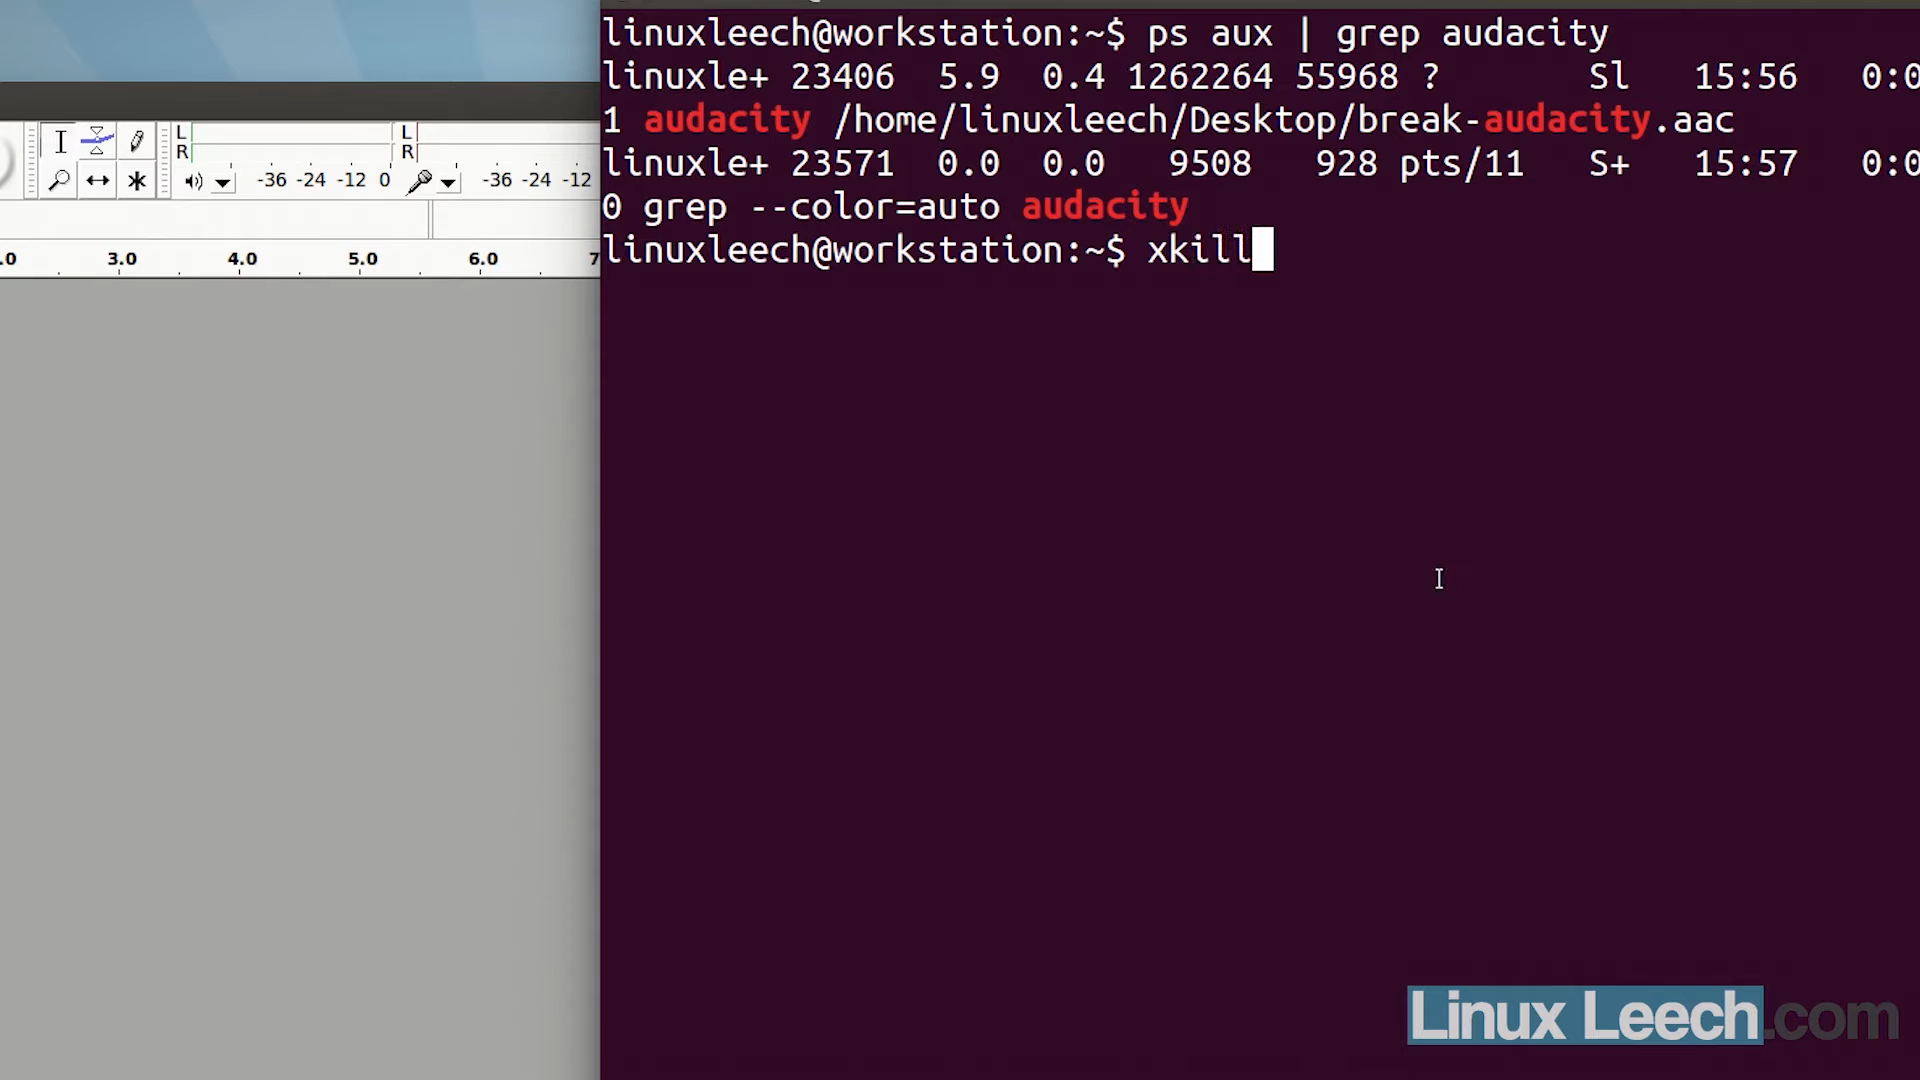 linuxleech@workstation:~$ ps aux | grep audacity
linuxle+ 23406 5.9 0.4 1262264 55968 ? Sl 15:56 0:0
1 audacity /home/linuxleech/Desktop/break-audacity.aac
linuxle+ 23571 0.0 0.0 9508 928 pts/11 S+ 15:57 0:0
0 grep --color=auto audacity
linuxleech@workstation:~$ xkill
L L
R R
-36 -24 -12 0 -36 -24 -12
.0 3.0 4.0 5.0 6.0 7
Linux Leech.com